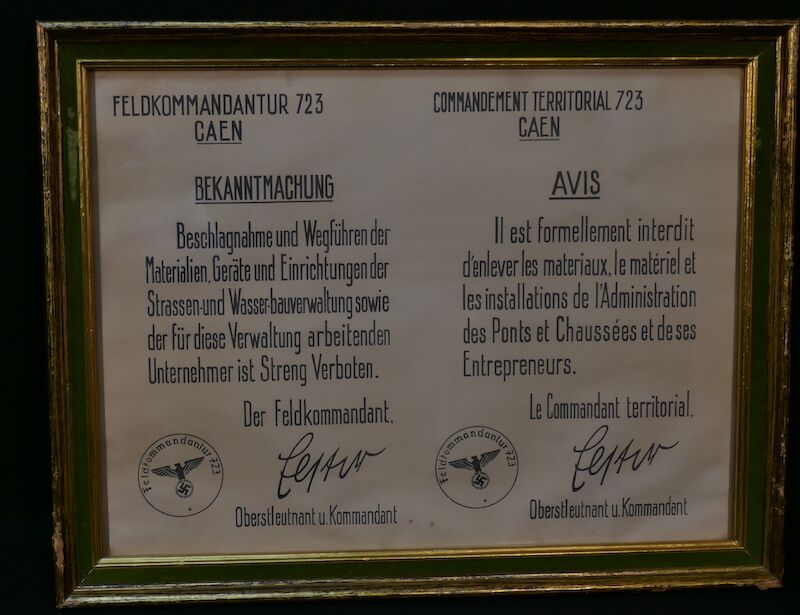 FELDKOMMANDANTUR 723
CAEN
BEKANNTMACHUNG
Beschlagnahme und Wegführen der
Materialien, Geräte und Einrichtungen der
Strassen-und Wasser-bauverwaltung sowie
der für diese Verwaltung arbeitenden
Unternehmer ist Streng Verboten.
Der Feldkommandant,
Feldkommandantur 723
Oberstleutnant u. Kommandant
COMMANDEMENT TERRITORIAL 723
CAEN
AVIS
Il est formellement interdit
d'enlever les materiaux, le matériel et
les installations de l'Administration
des Ponts et Chaussées et de ses
Entrepreneurs.
Le Commandant territorial,
Feldkommandantur 723
Oberstleutnant u. Kommandant